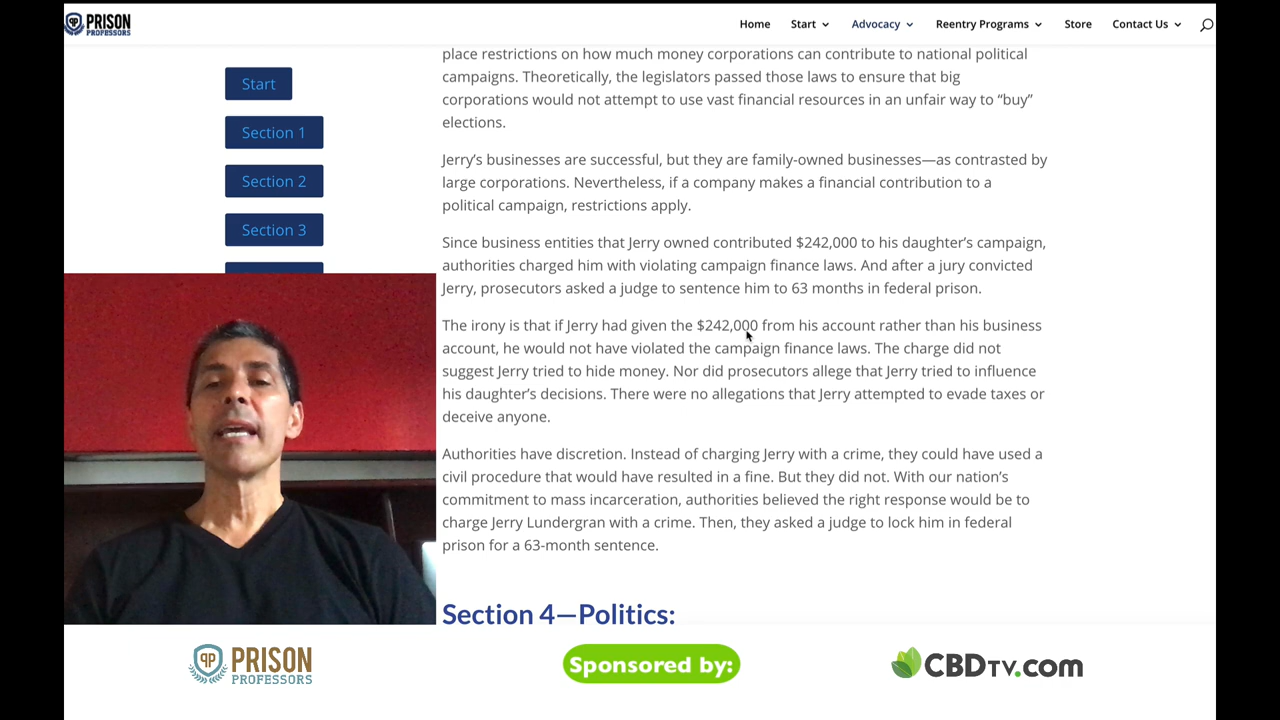 PRISON
PROFESSORS
Home Start Advocacy Reentry Programs Store Contact Us
Start
Section 1
Section 2
Section 3
place restrictions on how much money corporations can contribute to national political
campaigns. Theoretically, the legislators passed those laws to ensure that big
corporations would not attempt to use vast financial resources in an unfair way to “buy”
elections.
Jerry’s businesses are successful, but they are family-owned businesses—as contrasted by
large corporations. Nevertheless, if a company makes a financial contribution to a
political campaign, restrictions apply.
Since business entities that Jerry owned contributed $242,000 to his daughter’s campaign,
authorities charged him with violating campaign finance laws. And after a jury convicted
Jerry, prosecutors asked a judge to sentence him to 63 months in federal prison.
The irony is that if Jerry had given the $242,000 from his account rather than his business
account, he would not have violated the campaign finance laws. The charge did not
suggest Jerry tried to hide money. Nor did prosecutors allege that Jerry tried to influence
his daughter’s decisions. There were no allegations that Jerry attempted to evade taxes or
deceive anyone.
Authorities have discretion. Instead of charging Jerry with a crime, they could have used a
civil procedure that would have resulted in a fine. But they did not. With our nation’s
commitment to mass incarceration, authorities believed the right response would be to
charge Jerry Lundergran with a crime. Then, they asked a judge to lock him in federal
prison for a 63-month sentence.
Section 4—Politics:
PRISON
PROFESSORS
Sponsored by:
CBDTV.com